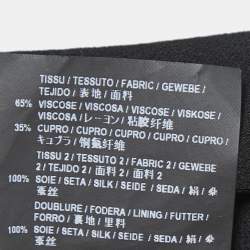 TISSU / TESSUTO / FABRIC / GEWEBE /
TEJIDO / 表地 / 面料
65% VISCOSE / VISCOSA / VISCOSE / VISKOSE /
VISCOSA / レーヨン / 粘胶纤维
35% CUPRO / CUPRO / CUPRO / CUPRO / CUPRO /
キュプラ / 铜氨纤维
TISSU 2 / TESSUTO 2 / FABRIC 2 / GEWEBE
2 / TEJIDO 2 / 面料 2 / 面料 2
100% SOIE / SETA / SILK / SEIDE / SEDA / 絹 /
蚕丝
DOUBLURE / FODERA / LINING / FUTTER /
FORRO / 裏地 / 里料
100% SOIE / SETA / SILK / SEIDE / SEDA / 絹 /
蚕丝